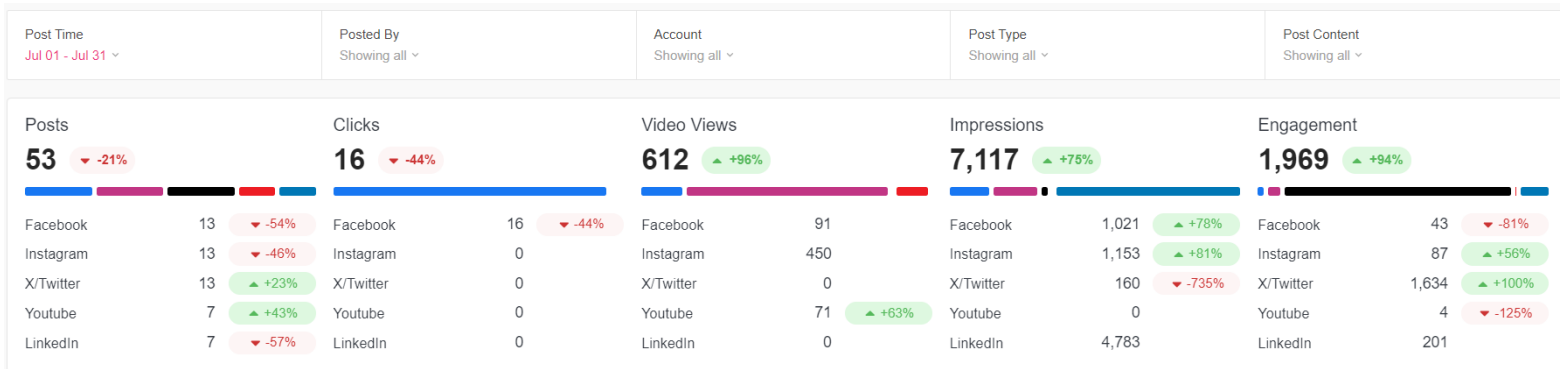 Post Time
Jul 01 - Jul 31
Posted By
Showing all
Account
Showing all
Post Type
Showing all
Post Content
Showing all
Posts
53 -21%
Facebook 13 -54%
Instagram 13 -46%
X/Twitter 13 +23%
Youtube 7 +43%
LinkedIn 7 -57%
Clicks
16 -44%
Facebook 16 -44%
Instagram 0
X/Twitter 0
Youtube 0
LinkedIn 0
Video Views
612 +96%
Facebook 91
Instagram 450
X/Twitter 0
Youtube 71 +63%
LinkedIn 0
Impressions
7,117 +75%
Facebook 1,021 +78%
Instagram 1,153 +81%
X/Twitter 160 -735%
Youtube 0
LinkedIn 4,783
Engagement
1,969 +94%
Facebook 43 -81%
Instagram 87 +56%
X/Twitter 1,634 +100%
Youtube 4 -125%
LinkedIn 201